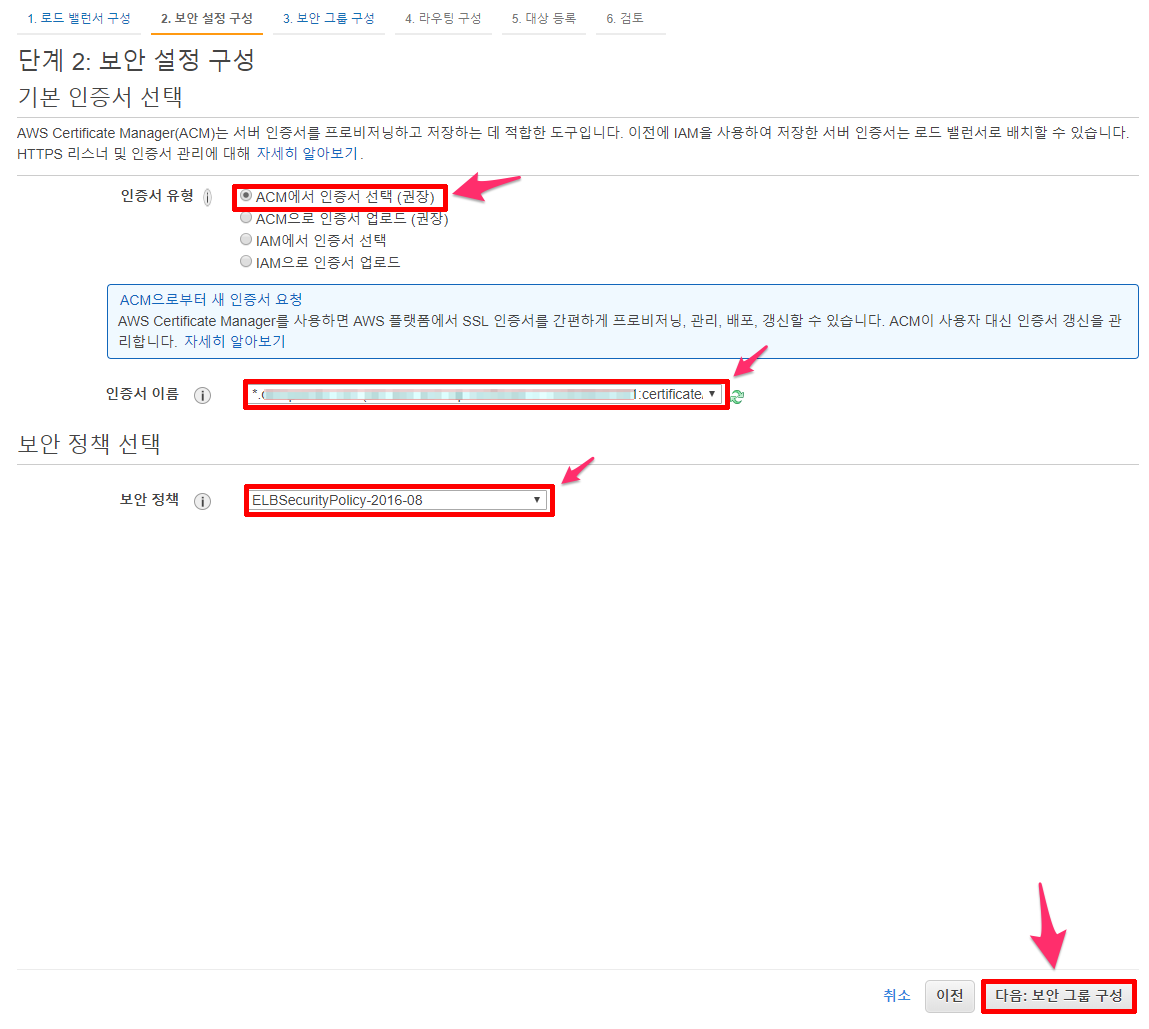 1. 로드 밸런서 구성 2. 보안 설정 구성 3. 보안 그룹 구성 4. 라우팅 구성 5. 대상 등록 6. 검토
단계 2: 보안 설정 구성
기본 인증서 선택
AWS Certificate Manager(ACM)는 서버 인증서를 프로비저닝하고 저장하는 데 적합한 도구입니다. 이전에 IAM을 사용하여 저장한 서버 인증서는 로드 밸런서로 배치할 수 있습니다.
HTTPS 리스너 및 인증서 관리에 대해 자세히 알아보기.
인증서 유형 i ACM에서 인증서 선택 (권장)
ACM으로 인증서 업로드 (권장)
IAM에서 인증서 선택
IAM으로 인증서 업로드
ACM으로부터 새 인증서 요청
AWS Certificate Manager를 사용하면 AWS 플랫폼에서 SSL 인증서를 간편하게 프로비저닝, 관리, 배포, 갱신할 수 있습니다. ACM이 사용자 대신 인증서 갱신을 관
리합니다. 자세히 알아보기
인증서 이름 i *. 1:certificate/
보안 정책 선택
보안 정책 i ELBSecurityPolicy-2016-08
취소 이전 다음: 보안 그룹 구성